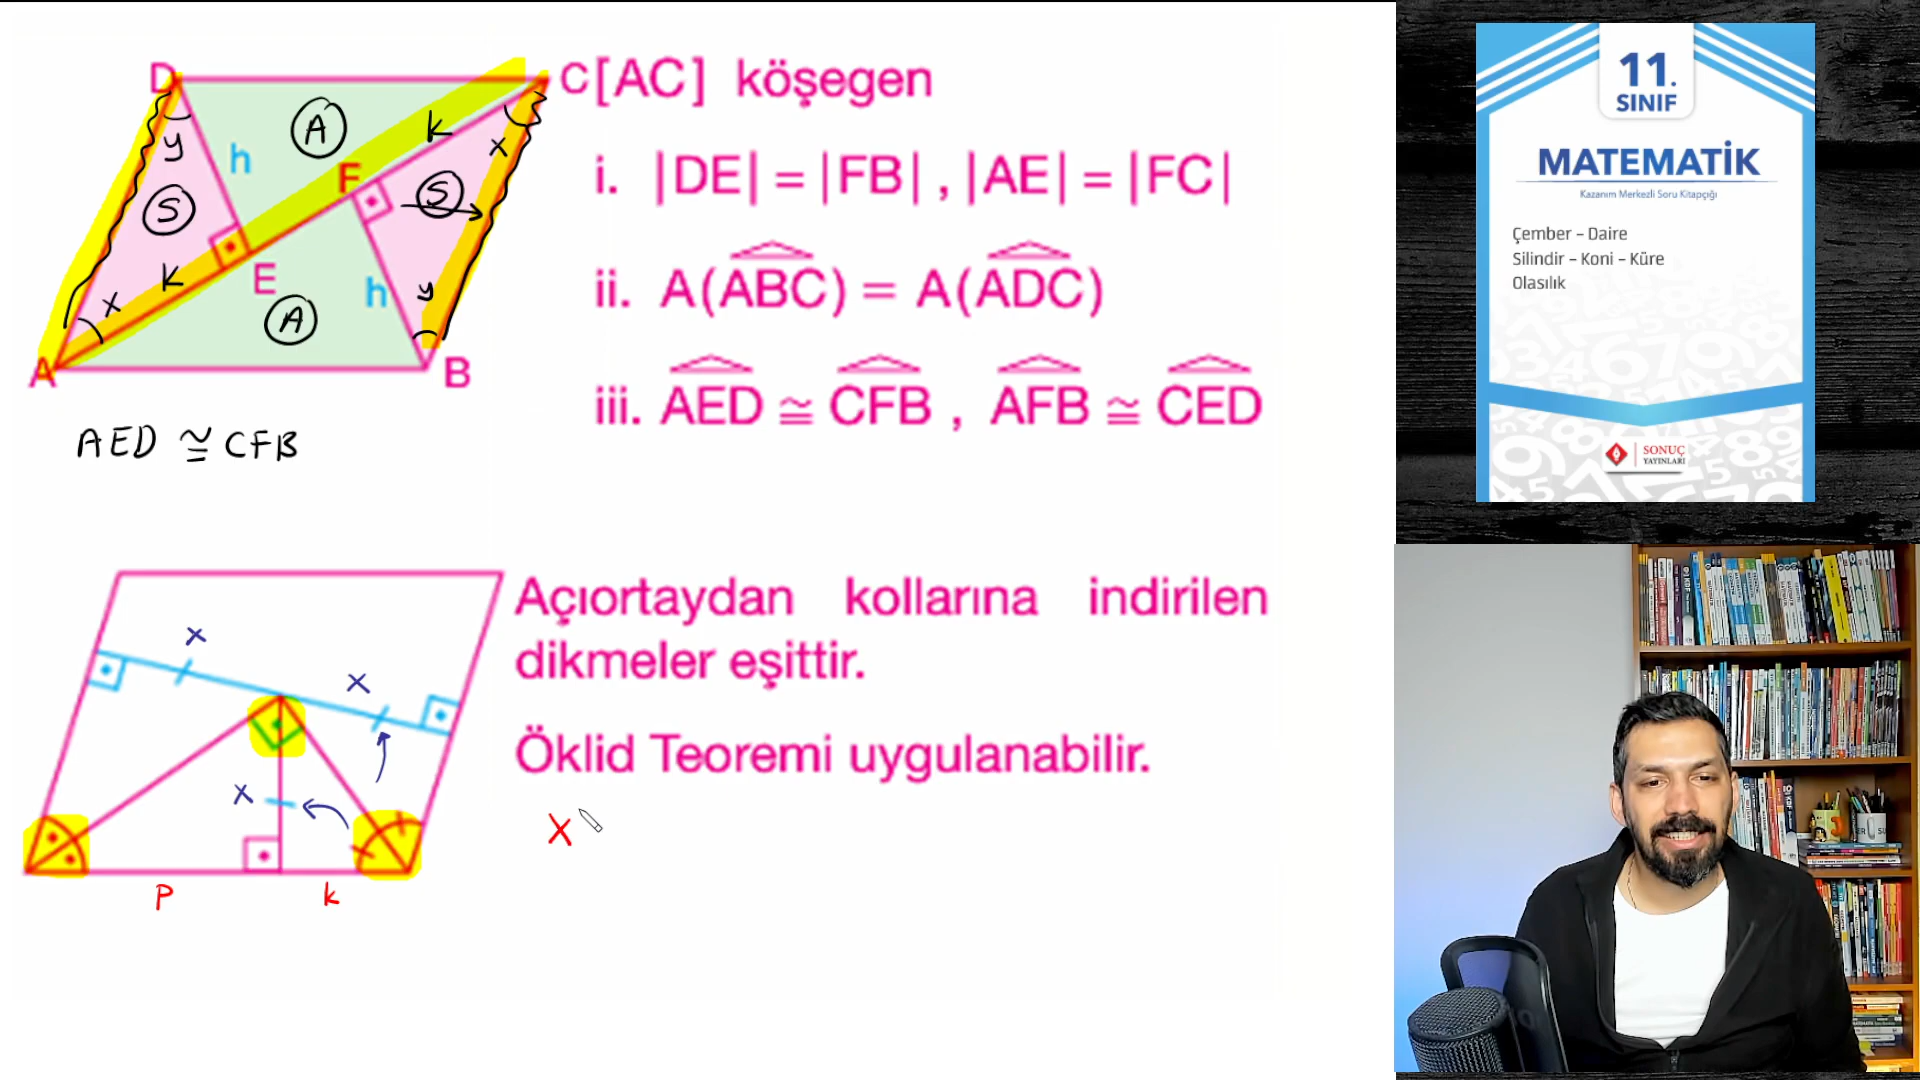 D
C [AC] köşegen
A
k
y
h
F
x
i. |DE| = |FB| , |AE| = |FC|
S
S
k
E
h
y
x
A
ii. A(ABC) = A(ADC)
A
B
iii. AED ≅ CFB , AFB ≅ CED
AED ≅ CFB
x
x
x
p
k
Açıortaydan kollarına indirilen
dikmeler eşittir.
Öklid Teoremi uygulanabilir.
x
11.
SINIF
MATEMATİK
Kazanım Merkezli Soru Kitapçığı
Çember – Daire
Silindir – Koni – Küre
Olasılık
SONUÇ
YAYINLARI